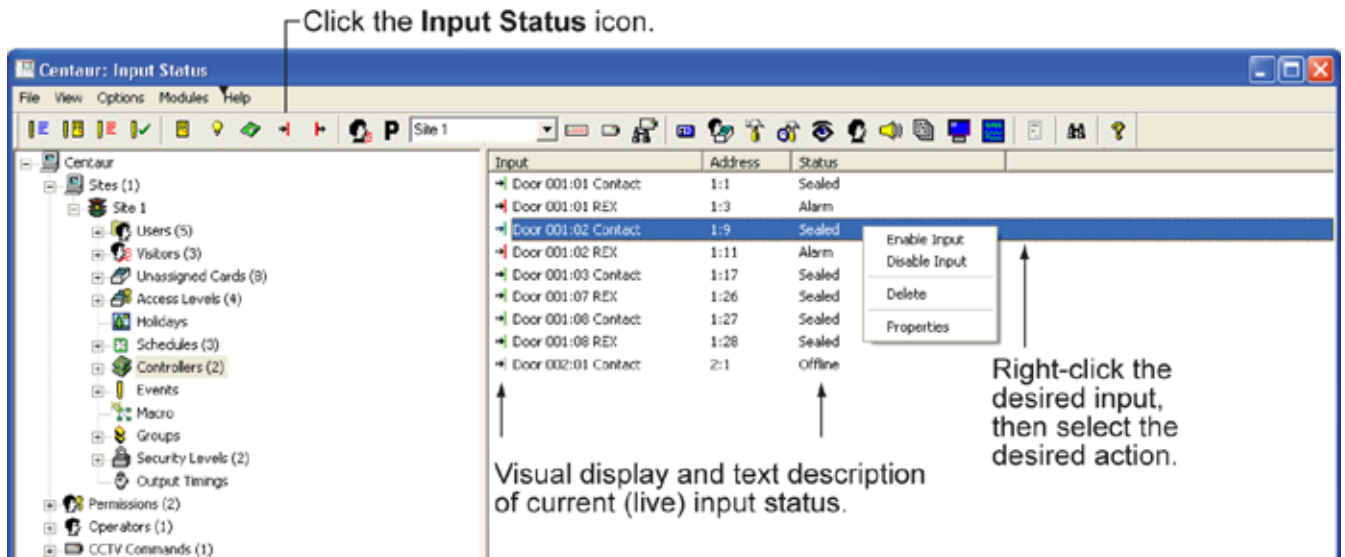 Click the Input Status icon.
Centaur: Input Status
File View Options Modules Help
P Site 1
Centaur
Sites (1)
Site 1
Users (5)
Visitors (3)
Unassigned Cards (8)
Access Levels (4)
Holidays
Schedules (3)
Controllers (2)
Events
Macro
Groups
Security Levels (2)
Output Timings
Permissions (2)
Operators (1)
CCTV Commands (1)
Input Address Status
Door 001:01 Contact 1:1 Sealed
Door 001:01 REX 1:3 Alarm
Door 001:02 Contact 1:9 Sealed
Door 001:02 REX 1:11 Alarm
Door 001:03 Contact 1:17 Sealed
Door 001:07 REX 1:26 Sealed
Door 001:08 Contact 1:27 Sealed
Door 001:08 REX 1:28 Sealed
Door 002:01 Contact 2:1 Offline
Enable Input
Disable Input
Delete
Properties
Right-click the
desired input,
then select the
desired action.
Visual display and text description
of current (live) input status.